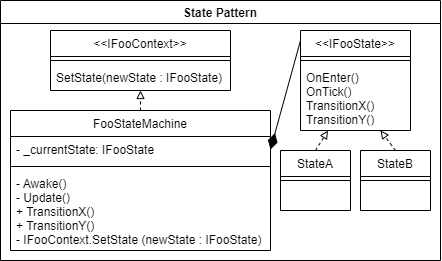 State Pattern
<<IFooContext>>
SetState(newState : IFooState)
<<IFooState>>
OnEnter()
OnTick()
TransitionX()
TransitionY()
FooStateMachine
- _currentState: IFooState
- Awake()
- Update()
+ TransitionX()
+ TransitionY()
- IFooContext.SetState (newState : IFooState)
StateA
StateB